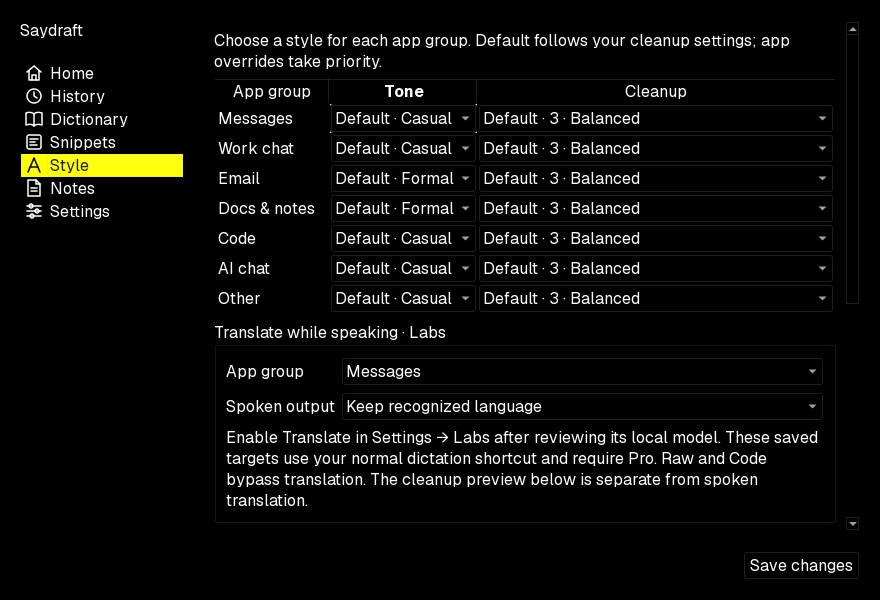 Saydraft
Home
History
Dictionary
Snippets
Style
Notes
Settings
Choose a style for each app group. Default follows your cleanup settings; app
overrides take priority.
App group Tone Cleanup
Messages Default · Casual Default · 3 · Balanced
Work chat Default · Casual Default · 3 · Balanced
Email Default · Formal Default · 3 · Balanced
Docs & notes Default · Formal Default · 3 · Balanced
Code Default · Casual Default · 3 · Balanced
AI chat Default · Casual Default · 3 · Balanced
Other Default · Casual Default · 3 · Balanced
Translate while speaking · Labs
App group Messages
Spoken output Keep recognized language
Enable Translate in Settings → Labs after reviewing its local model. These saved
targets use your normal dictation shortcut and require Pro. Raw and Code
bypass translation. The cleanup preview below is separate from spoken
translation.
Save changes